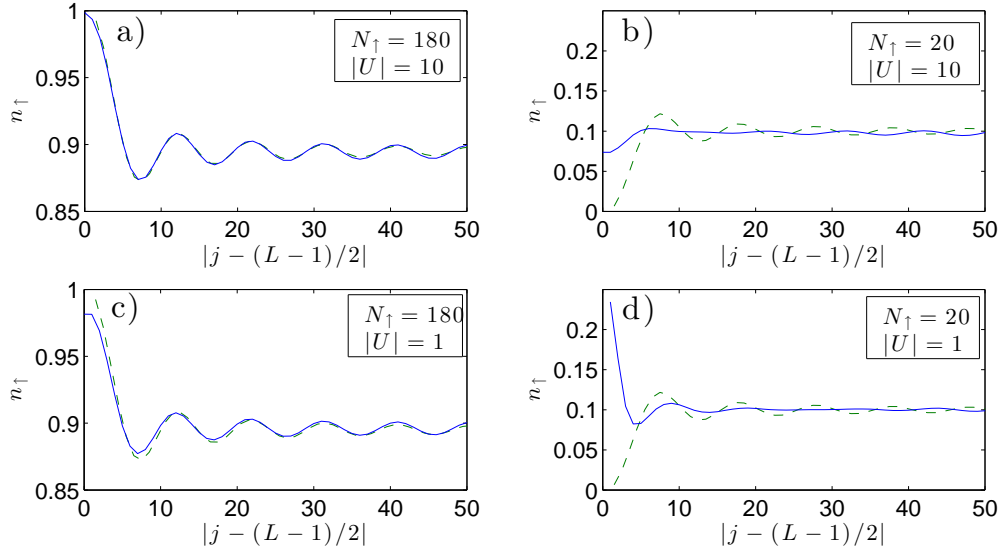 a)
N↑ = 180
|U| = 10
1
0.95
0.9
0.85
n↑
0 10 20 30 40 50
|j − (L − 1)/2|
b)
N↑ = 20
|U| = 10
0.2
0.15
0.1
0.05
0
n↑
0 10 20 30 40 50
|j − (L − 1)/2|
c)
N↑ = 180
|U| = 1
1
0.95
0.9
0.85
n↑
0 10 20 30 40 50
|j − (L − 1)/2|
d)
N↑ = 20
|U| = 1
0.2
0.15
0.1
0.05
0
n↑
0 10 20 30 40 50
|j − (L − 1)/2|